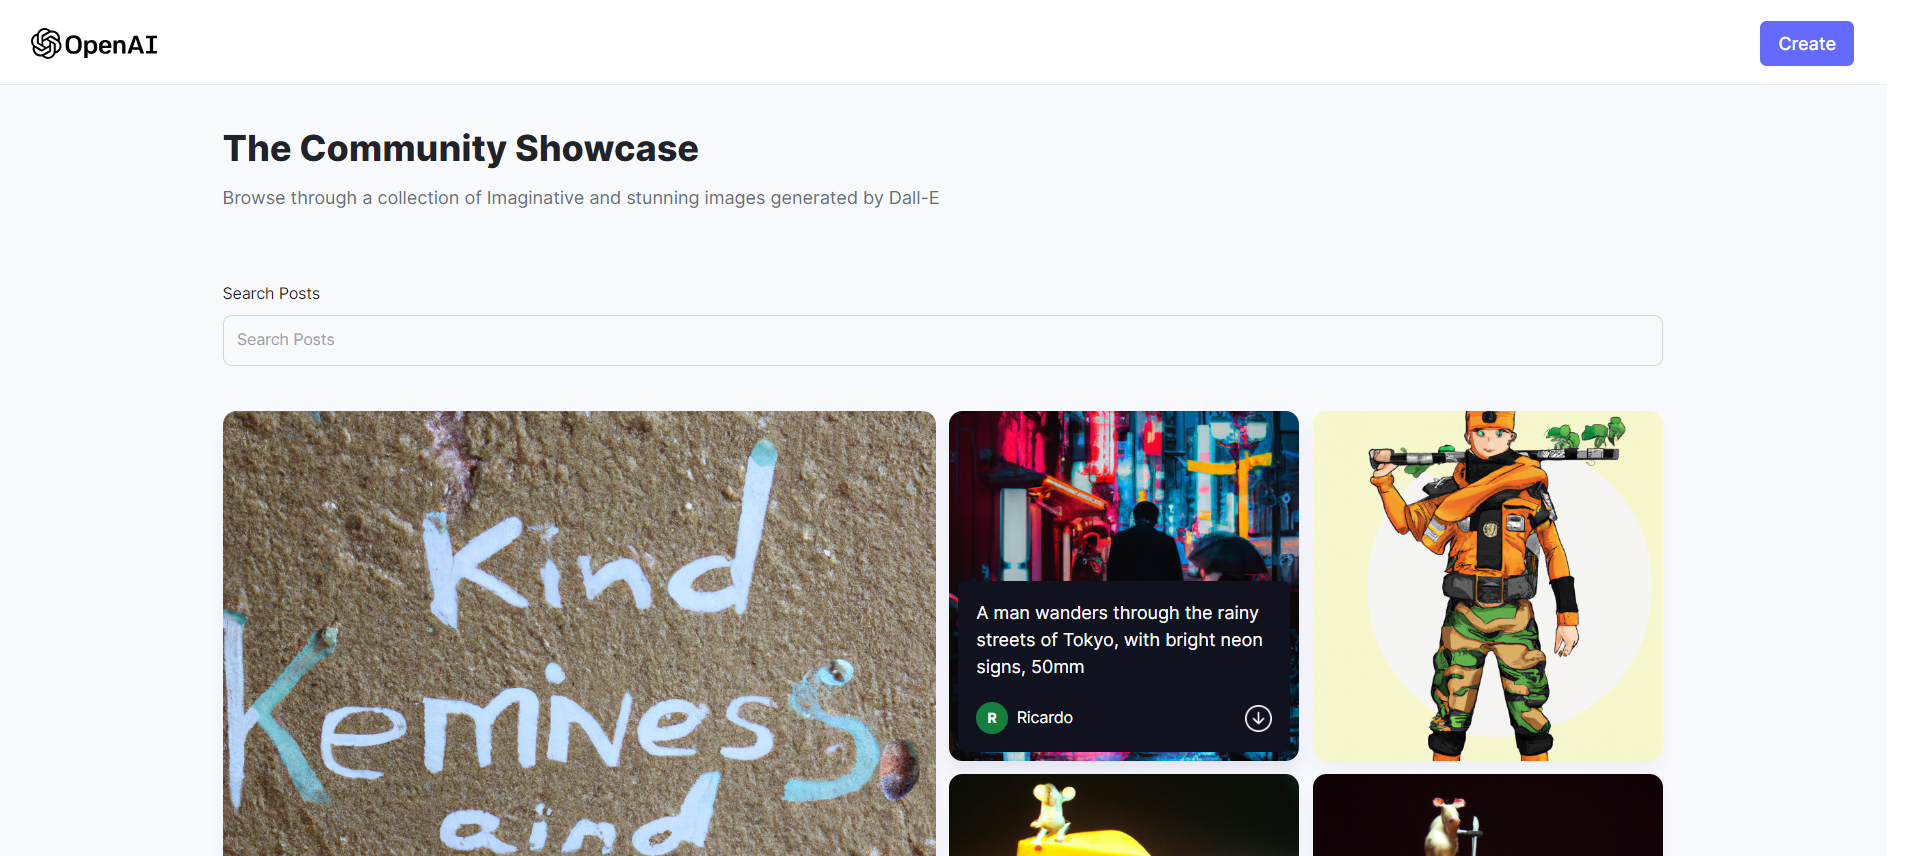 OpenAI
Create
The Community Showcase
Browse through a collection of Imaginative and stunning images generated by Dall-E
Search Posts
Search Posts
Kind
KemiNess
aind
A man wanders through the rainy
streets of Tokyo, with bright neon
signs, 50mm
R Ricardo